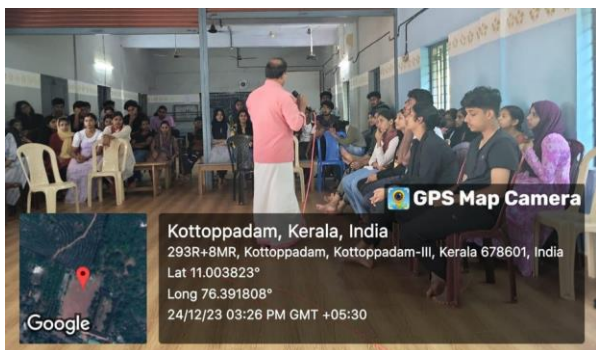 GPS Map Camera
Kottoppadam, Kerala, India
293R+8MR, Kottoppadam, Kottoppadam-III, Kerala 678601, India
Lat 11.003823°
Long 76.391808°
24/12/23 03:26 PM GMT +05:30
Google